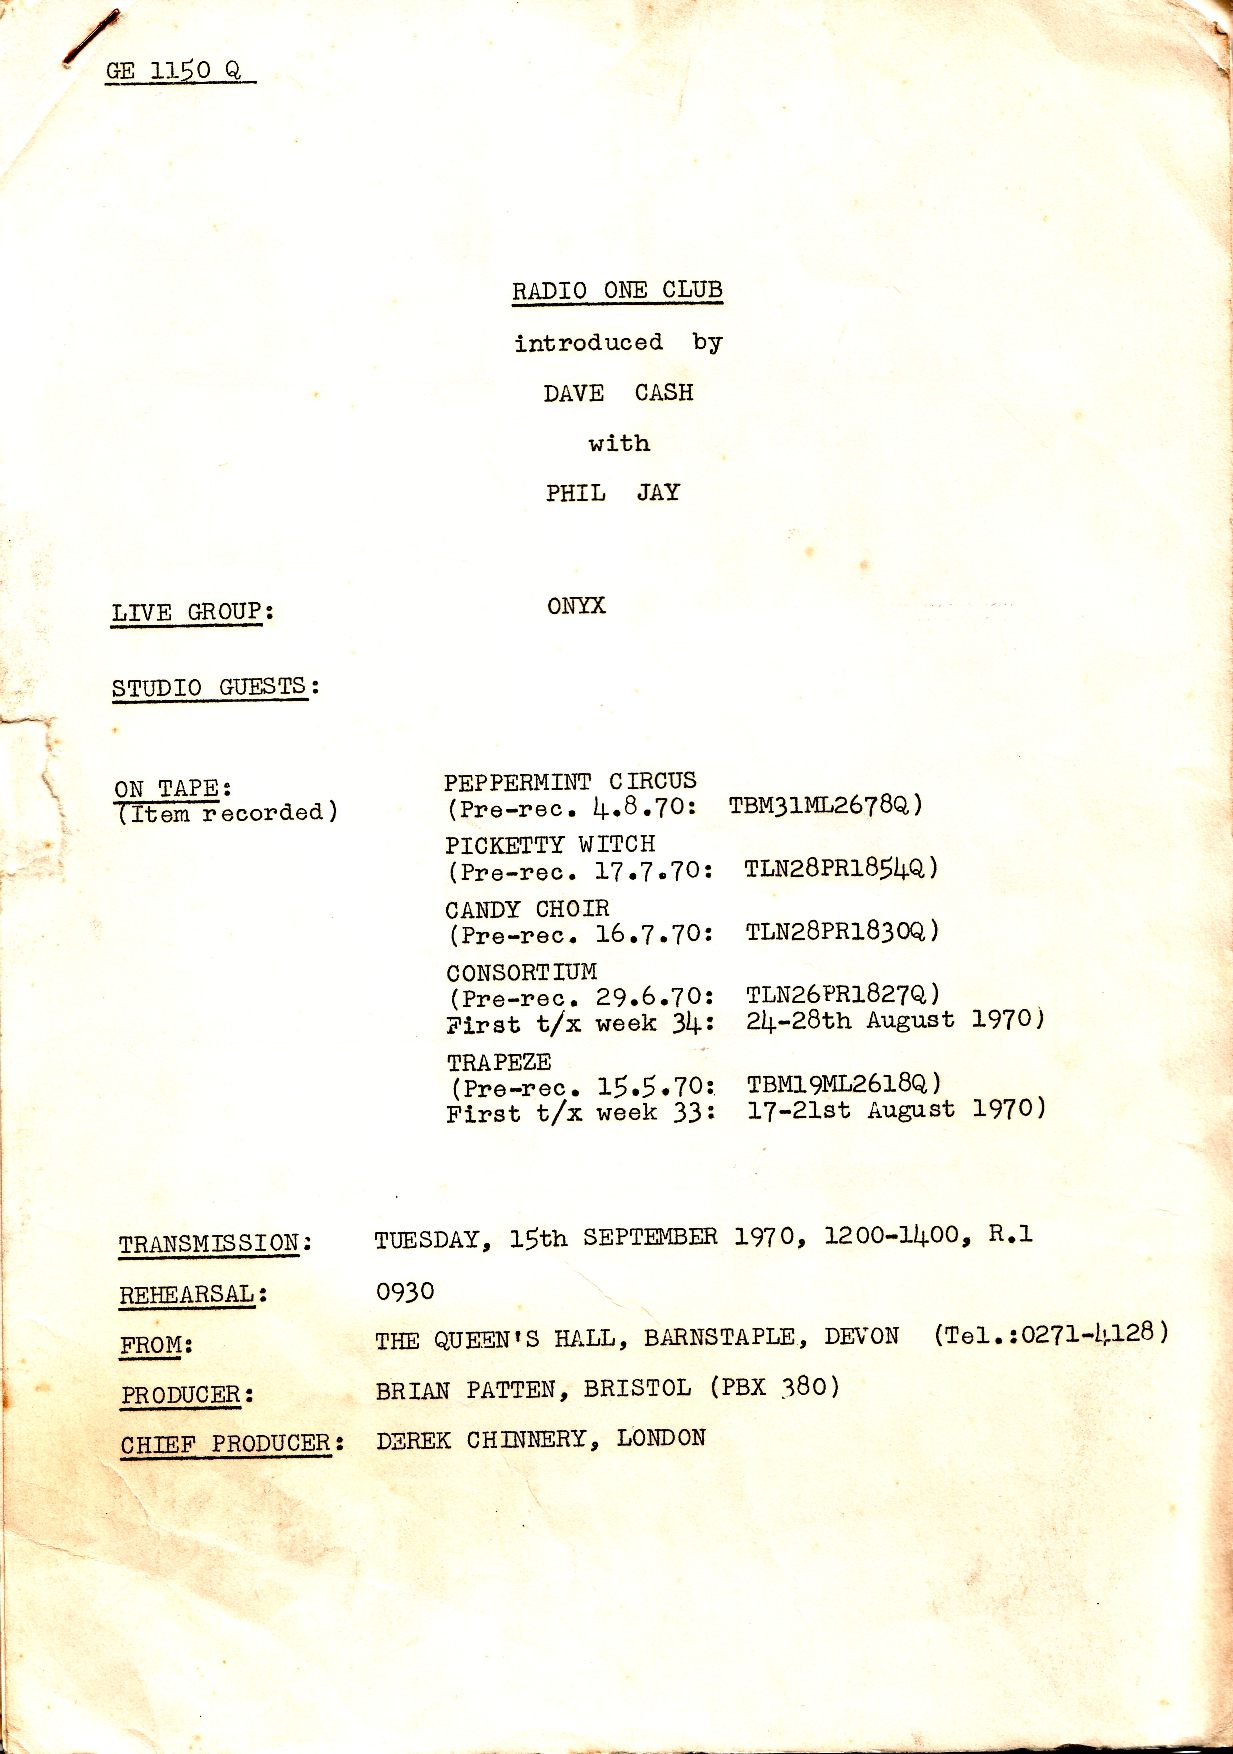 GE 1150 Q
RADIO ONE CLUB
introduced by
DAVE CASH
with
PHIL JAY
LIVE GROUP: ONYX
STUDIO GUESTS:
ON TAPE:
(Item recorded)
PEPPERMINT CIRCUS
(Pre-rec. 4.8.70: TBM31ML2678Q)
PICKETTY WITCH
(Pre-rec. 17.7.70: TLN28PR1854Q)
CANDY CHOIR
(Pre-rec. 16.7.70: TLN28PR1830Q)
CONSORTIUM
(Pre-rec. 29.6.70: TLN26PR1827Q)
First t/x week 34: 24-28th August 1970)
TRAPEZE
(Pre-rec. 15.5.70: TBM19ML2618Q)
First t/x week 33: 17-21st August 1970)
TRANSMISSION: TUESDAY, 15th SEPTEMBER 1970, 1200-1400, R.1
REHEARSAL: 0930
FROM: THE QUEEN'S HALL, BARNSTAPLE, DEVON (Tel.:0271-4128)
PRODUCER: BRIAN PATTEN, BRISTOL (PBX 380)
CHIEF PRODUCER: DEREK CHINNERY, LONDON